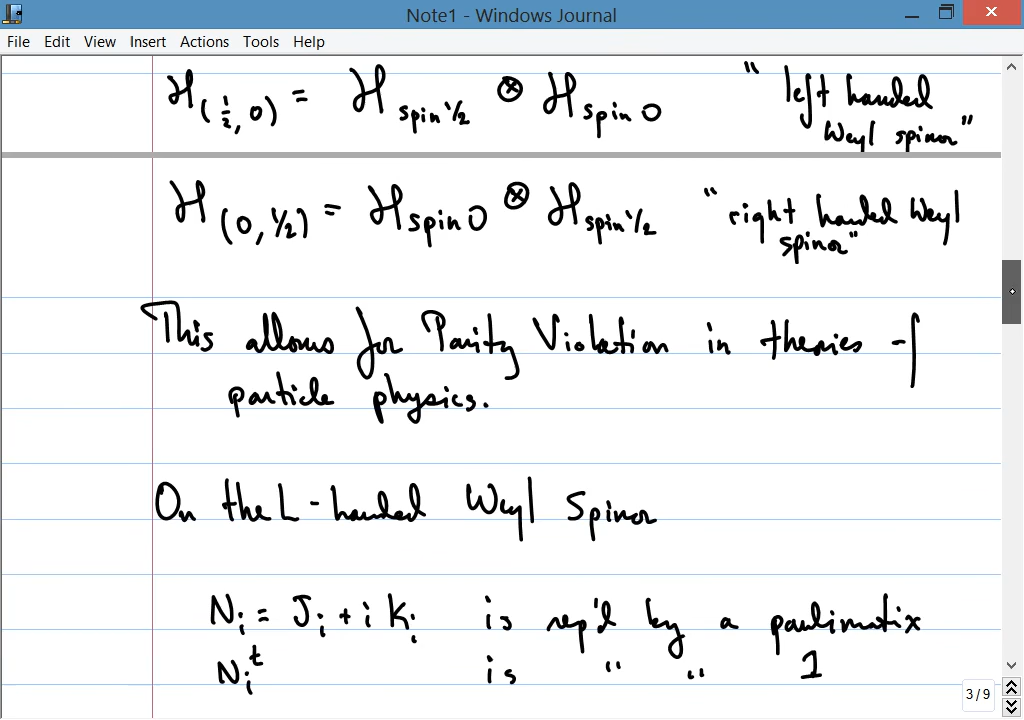 Note1 - Windows Journal
File Edit View Insert Actions Tools Help
H(½, 0) = H spin ½ ⊗ H spin 0 "left handed
Weyl spinor"
H(0, ½) = H spin 0 ⊗ H spin ½ "right handed Weyl
spinor"
This allows for Parity Violation in theories of
particle physics.
On the L-handed Weyl Spinor
Ni = Ji + i Ki is rep'd by a paulimatix
Ni† is " " 1
3 / 9